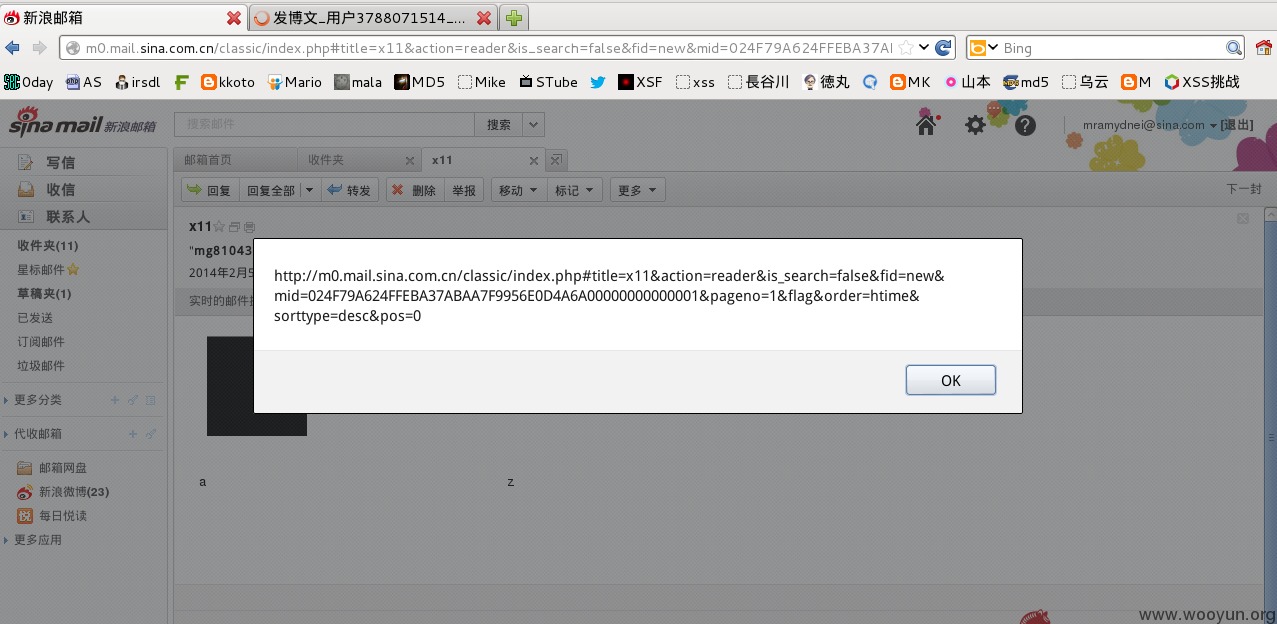 新浪邮箱
发博文_用户3788071514_...
m0.mail.sina.com.cn/classic/index.php#title=x11&action=reader&is_search=false&fid=new&mid=024F79A624FFEBA37AI
Bing
0day AS irsdl kkoto Mario mala MD5 Mike STube XSF xss 長谷川 徳丸 MK 山本 md5 乌云 M XSS挑战
sina mail 新浪邮箱
搜索邮件
搜索
mramydnei@sina.com [退出]
写信
收信
联系人
收件夹(11)
星标邮件
草稿夹(1)
已发送
订阅邮件
垃圾邮件
更多分类
代收邮箱
邮箱网盘
新浪微博(23)
每日悦读
更多应用
邮箱首页 收件夹 x11
回复 回复全部 转发 删除 举报 移动 标记 更多
下一封
x11
"mg81043
2014年2月5
实时的邮件
http://m0.mail.sina.com.cn/classic/index.php#title=x11&action=reader&is_search=false&fid=new&
mid=024F79A624FFEBA37ABAA7F9956E0D4A6A00000000000001&pageno=1&flag&order=htime&
sorttype=desc&pos=0
OK
a z
www.wooyun.org